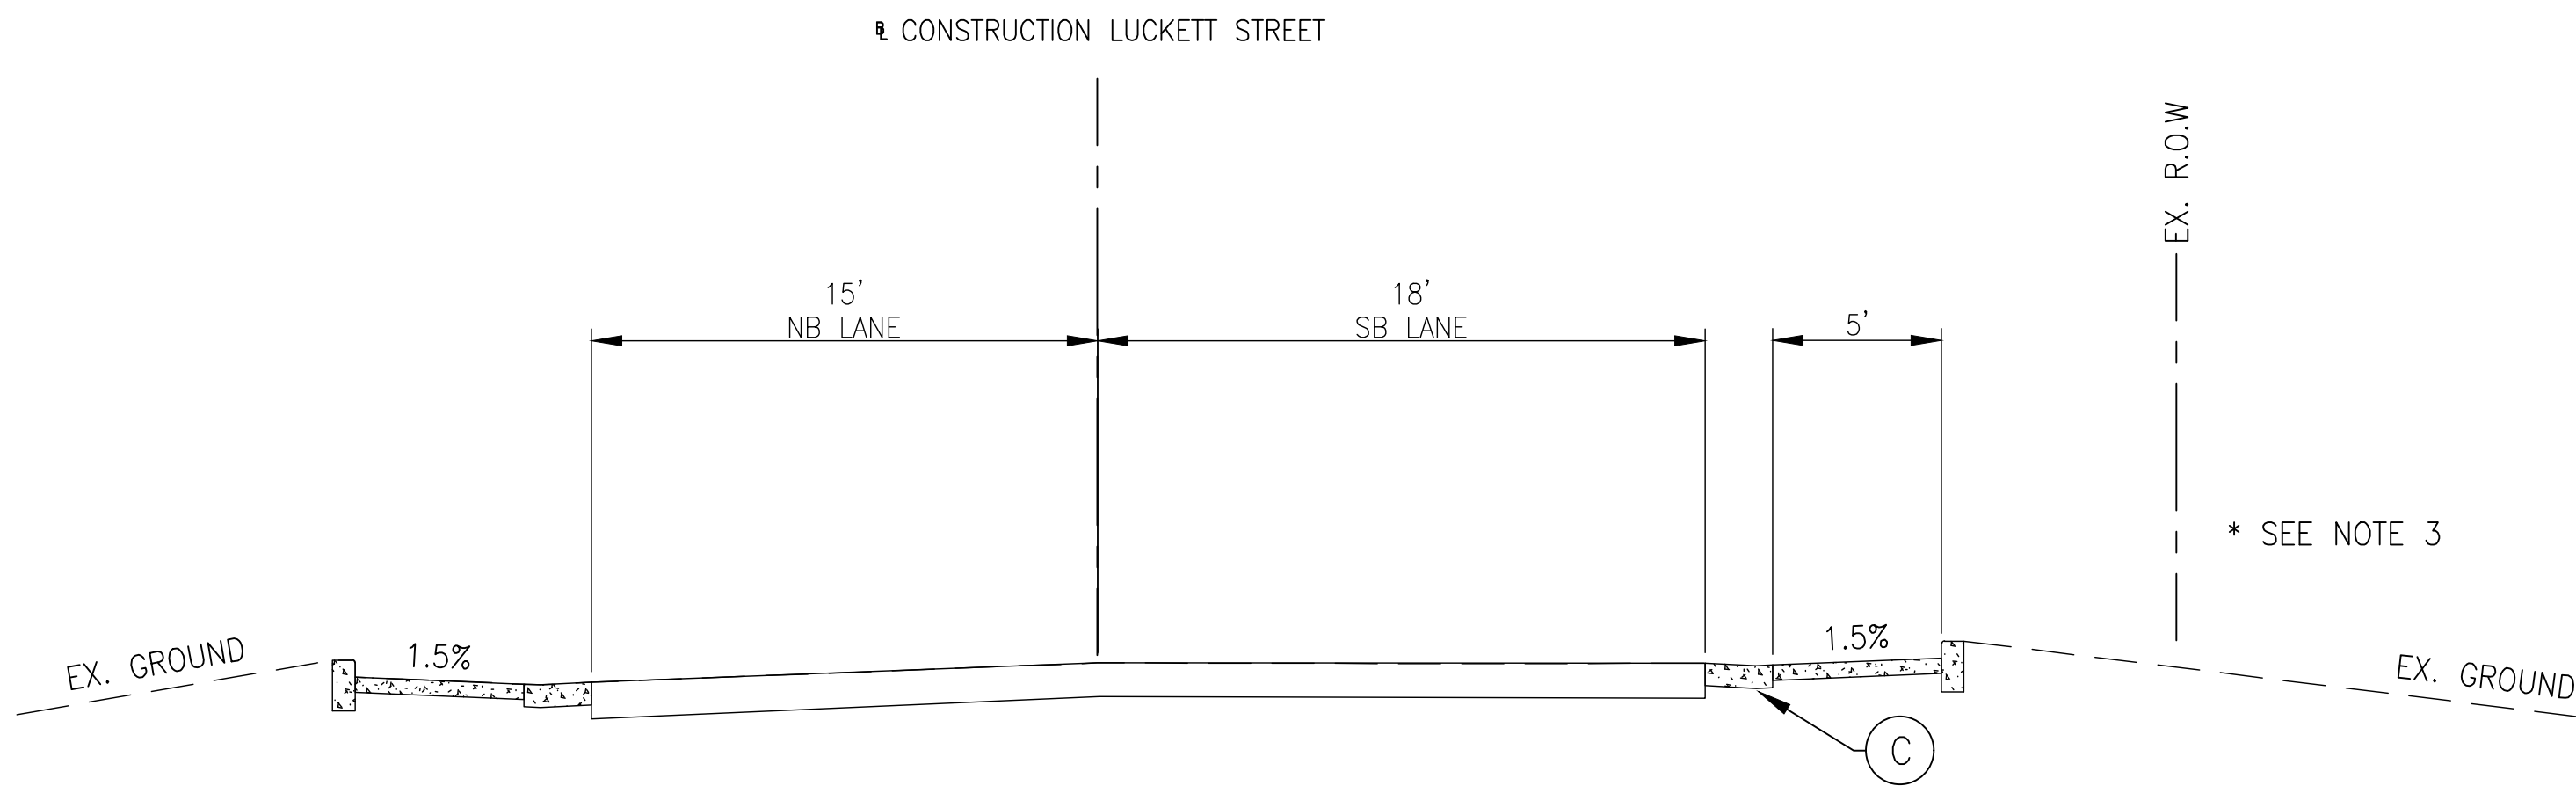 ℄ CONSTRUCTION LUCKETT STREET
EX. R.O.W
15'
NB LANE
18'
SB LANE
5'
* SEE NOTE 3
EX. GROUND
1.5%
1.5%
EX. GROUND
C